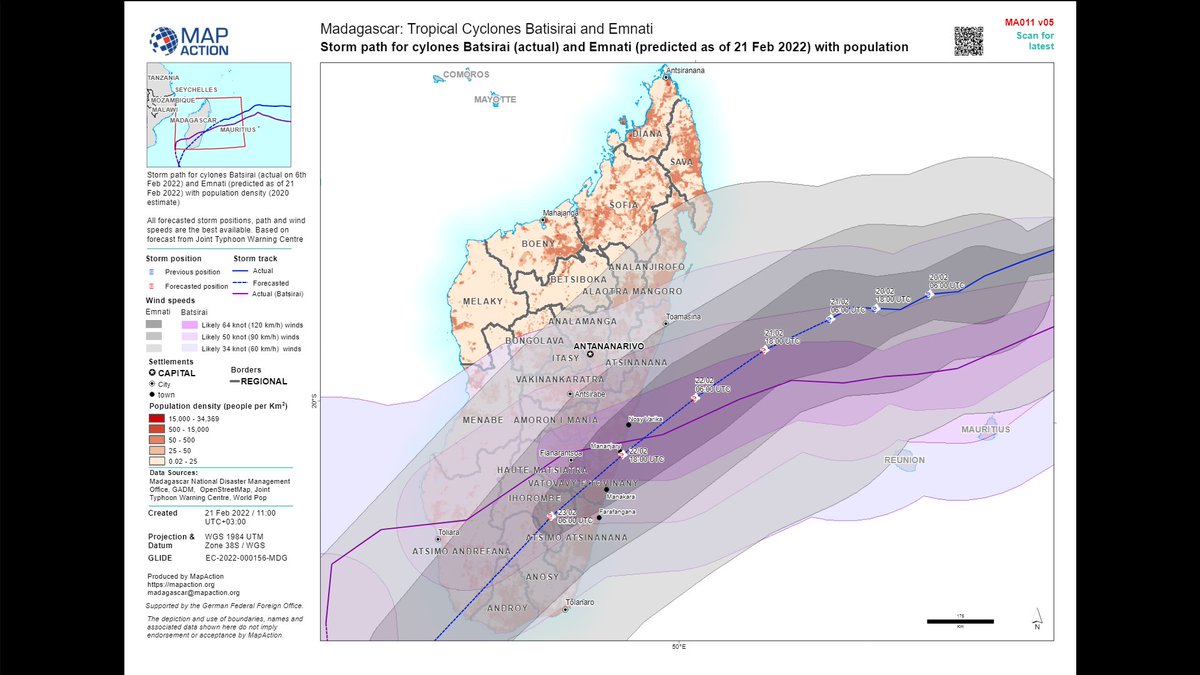 MAP
ACTION
Madagascar: Tropical Cyclones Batisirai and Emnati
Storm path for cylones Batsirai (actual) and Emnati (predicted as of 21 Feb 2022) with population
MA011 v05
Scan for
latest
TANZANIA
SEYCHELLES
MOZAMBIQUE
MALAWI
MADAGASCAR
MAURITIUS
Storm path for cyclones Batsirai (actual on 6th
Feb 2022) and Emnati (predicted as of 21
Feb 2022) with population density (2020
estimate)
All forecasted storm positions, path and wind
speeds are the best available. Based on
forecast from Joint Typhoon Warning Centre
Storm position
Previous position
Forecasted position
Storm track
Actual
Forecasted
Actual (Batsirai)
Wind speeds
Emnati Batsirai
Likely 64 knot (120 km/h) winds
Likely 50 knot (90 km/h) winds
Likely 34 knot (60 km/h) winds
Settlements
CAPITAL
City
town
Borders
REGIONAL
Population density (people per Km²)
15,000 - 34,369
500 - 15,000
50 - 500
25 - 50
0.02 - 25
Data Sources:
Madagascar National Disaster Management
Office, GADM, OpenStreetMap, Joint
Typhoon Warning Centre, World Pop
Created 21 Feb 2022 / 11:00
UTC+03:00
Projection & WGS 1984 UTM
Datum Zone 38S / WGS
GLIDE EC-2022-000156-MDG
Produced by MapAction
https://mapaction.org
madagascar@mapaction.org
Supported by the German Federal Foreign Office.
The depiction and use of boundaries, names and
associated data shown here do not imply
endorsement or acceptance by MapAction.
COMOROS
MAYOTTE
Antsiranana
DIANA
SAVA
SOFIA
Mahajanga
BOENY
BETSIBOKA
ANALANJIROFO
ALAOTRA MANGORO
MELAKY
ANALAMANGA
Toamasina
BONGOLAVA
ANTANANARIVO
ITASY
ATSINANANA
VAKINANKARATRA
Antsirabe
MENABE
AMORON I MANIA
Nosy Varika
Mananjary
Fianarantsoa
HAUTE MATSIATRA
VATOVAVY FITOVINANY
IHOROMBE
Manakara
Farafangana
Toliara
ATSIMO ANDREFANA
ATSIMO ATSINANANA
ANOSY
ANDROY
Tolanaro
MAURITIUS
REUNION
20/02
06:00 UTC
20/02
18:00 UTC
21/02
06:00 UTC
21/02
18:00 UTC
22/02
06:00 UTC
22/02
18:00 UTC
23/02
06:00 UTC
20°S
50°E
175
KM
N